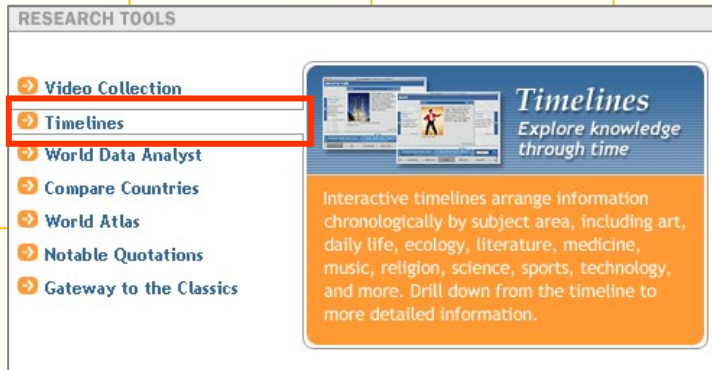 RESEARCH TOOLS
Video Collection
Timelines
World Data Analyst
Compare Countries
World Atlas
Notable Quotations
Gateway to the Classics
Timelines
Explore knowledge
through time
Interactive timelines arrange information
chronologically by subject area, including art,
daily life, ecology, literature, medicine,
music, religion, science, sports, technology,
and more. Drill down from the timeline to
more detailed information.